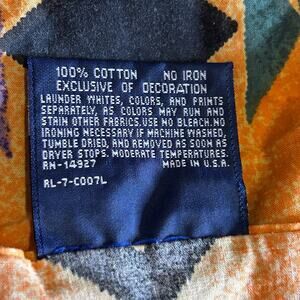 100% COTTON NO IRON
EXCLUSIVE OF DECORATION
LAUNDER WHITES, COLORS, AND PRINTS
SEPARATELY, AS COLORS MAY RUN AND
STAIN OTHER FABRICS. USE NO BLEACH. NO
IRONING NECESSARY IF MACHINE WASHED,
TUMBLE DRIED, AND REMOVED AS SOON AS
DRYER STOPS. MODERATE TEMPERATURES.
RN-14927 MADE IN U.S.A.
RL-7-C007L